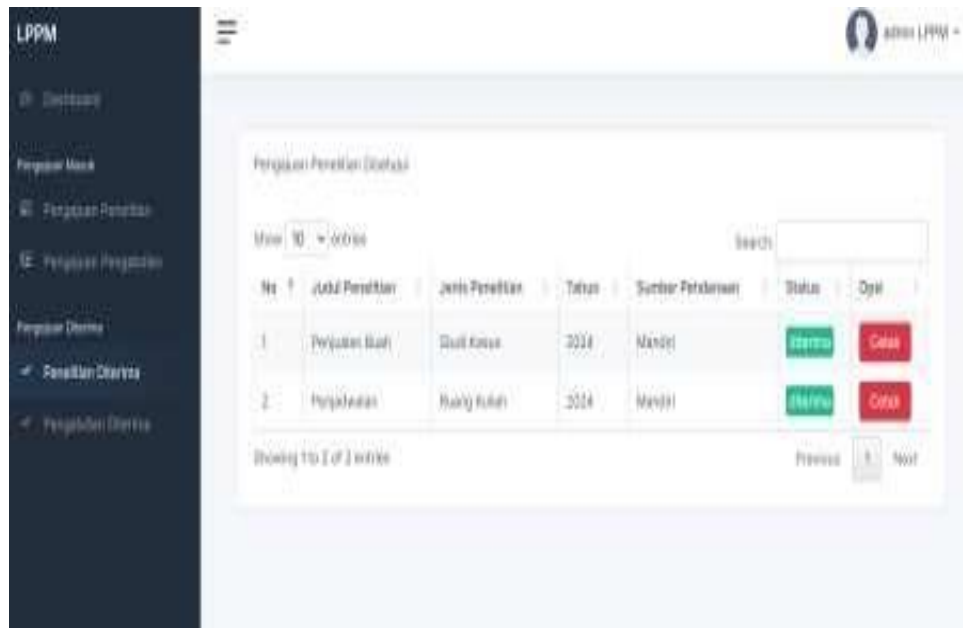 LPPM
admin LPPM
Dashboard
Pengajuan Masuk
Pengajuan Penelitian
Pengajuan Pengabdian
Pengajuan Diterima
Penelitian Diterima
Pengabdian Diterima
Pengajuan Penelitian Disetujui
Show 10 entries
Search:
No Judul Penelitian Jenis Penelitian Tahun Sumber Pendanaan Status Opsi
1 Penjualan Buah Studi Kasus 2024 Mandiri diterima Cetak
2 Penjadwalan Ruang Kuliah 2024 Mandiri diterima Cetak
Showing 1 to 2 of 2 entries
Previous 1 Next